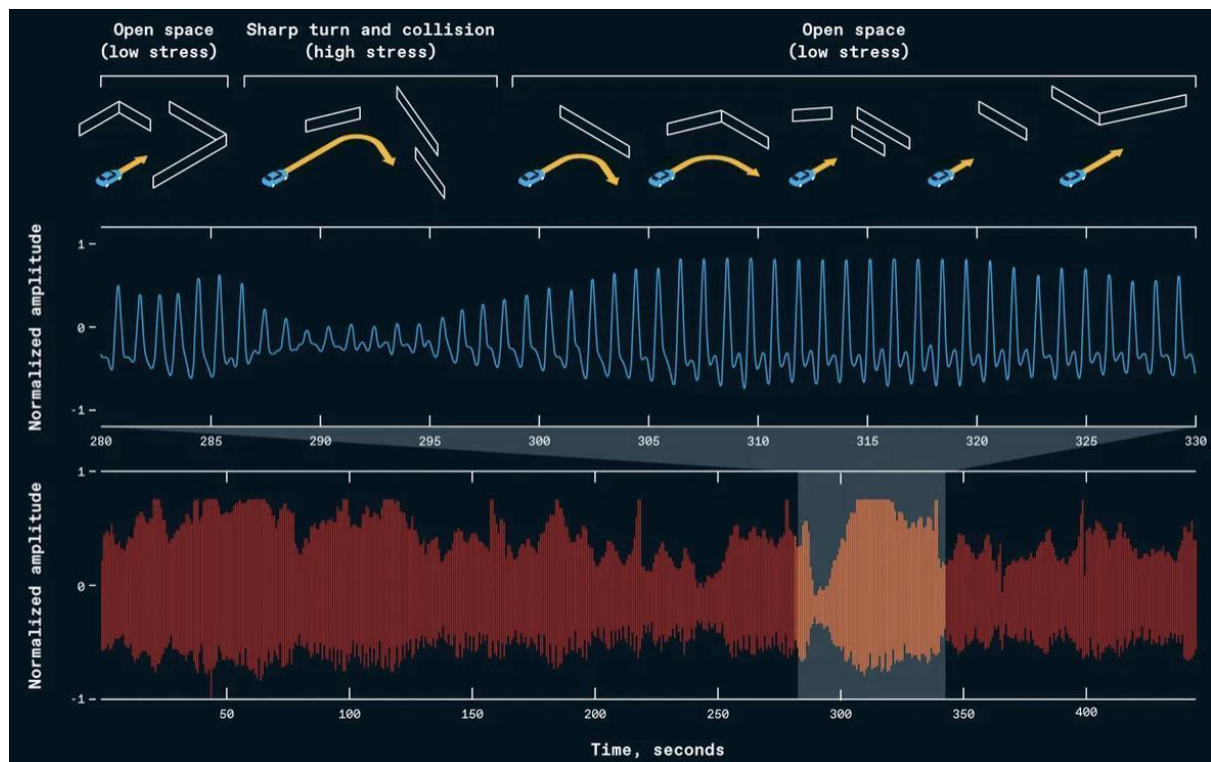 Open space
(low stress)
Sharp turn and collision
(high stress)
Open space
(low stress)
Normalized amplitude
1
0
-1
280 285 290 295 300 305 310 315 320 325 330
Normalized amplitude
1
0
-1
50 100 150 200 250 300 350 400
Time, seconds